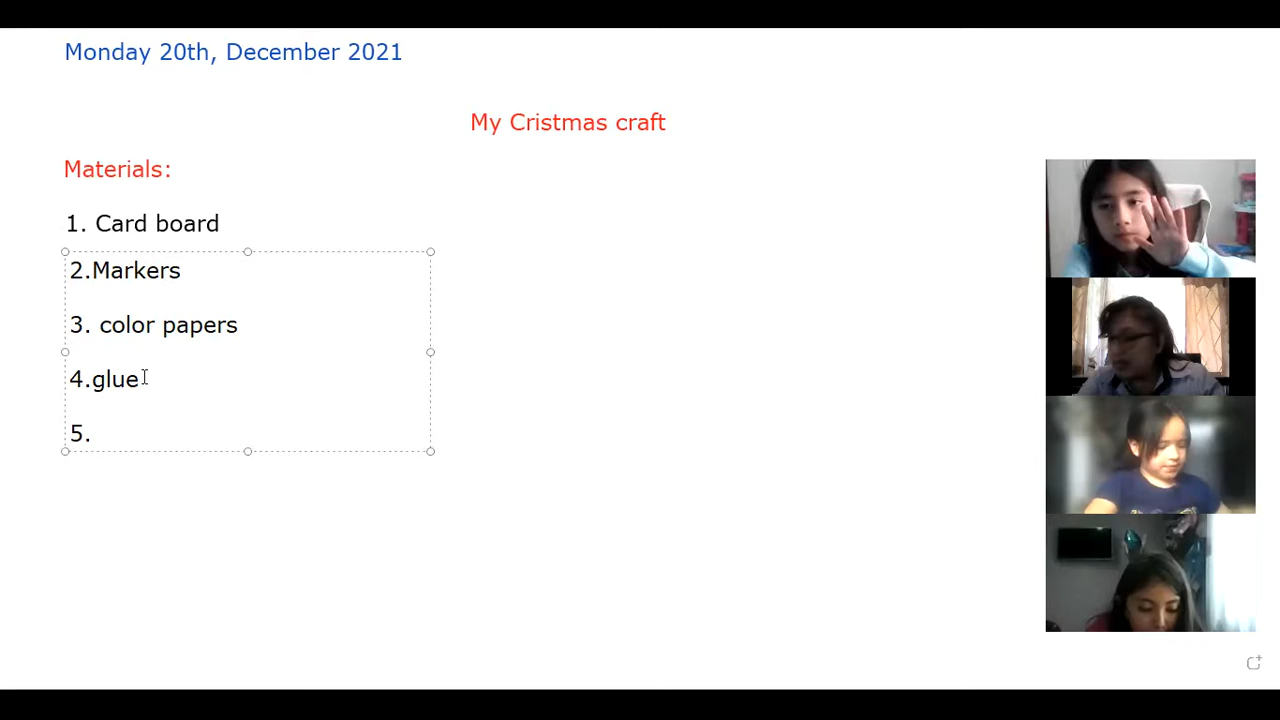 Monday 20th, December 2021
My Cristmas craft
Materials:
1. Card board
2.Markers
3. color papers
4.glue
5.